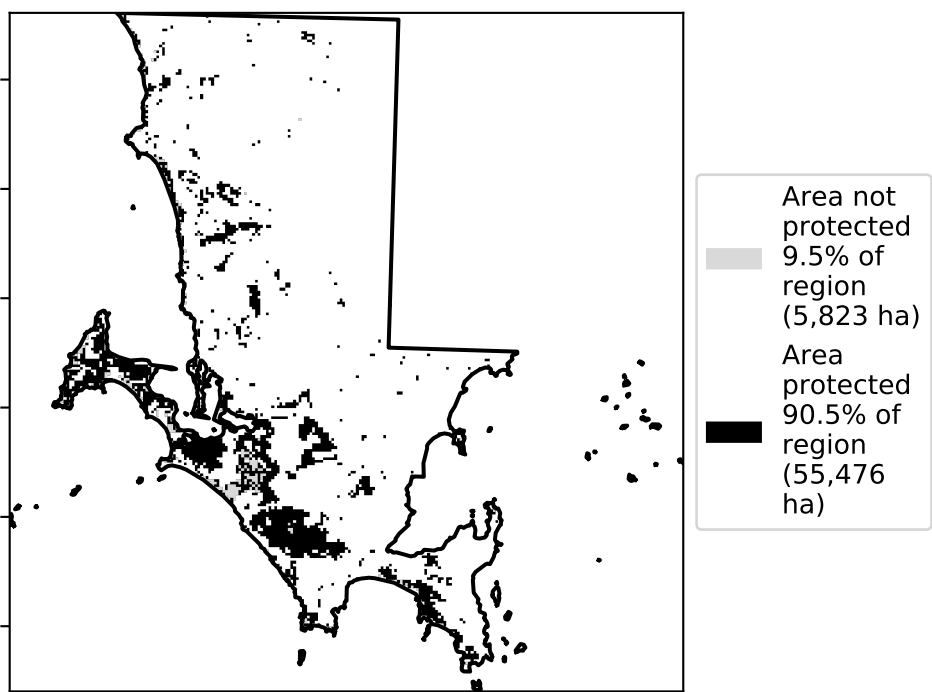 Area not
protected
9.5% of
region
(5,823 ha)
Area
protected
90.5% of
region
(55,476
ha)